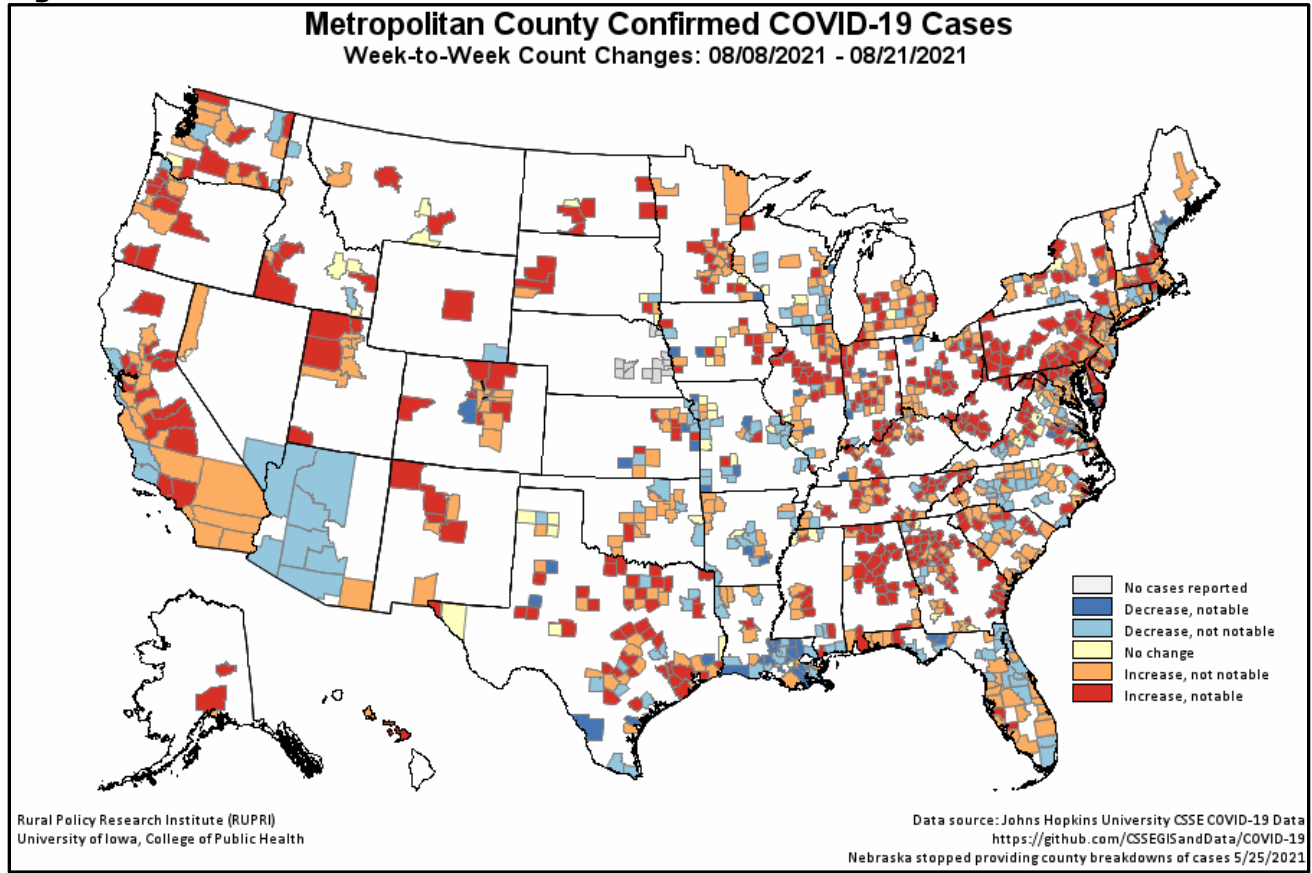 Metropolitan County Confirmed COVID-19 Cases
Week-to-Week Count Changes: 08/08/2021 - 08/21/2021
No cases reported
Decrease, notable
Decrease, not notable
No change
Increase, not notable
Increase, notable
Rural Policy Research Institute (RUPRI)
University of Iowa, College of Public Health
Data source: Johns Hopkins University CSSE COVID-19 Data
https://github.com/CSSEGISandData/COVID-19
Nebraska stopped providing county breakdowns of cases 5/25/2021